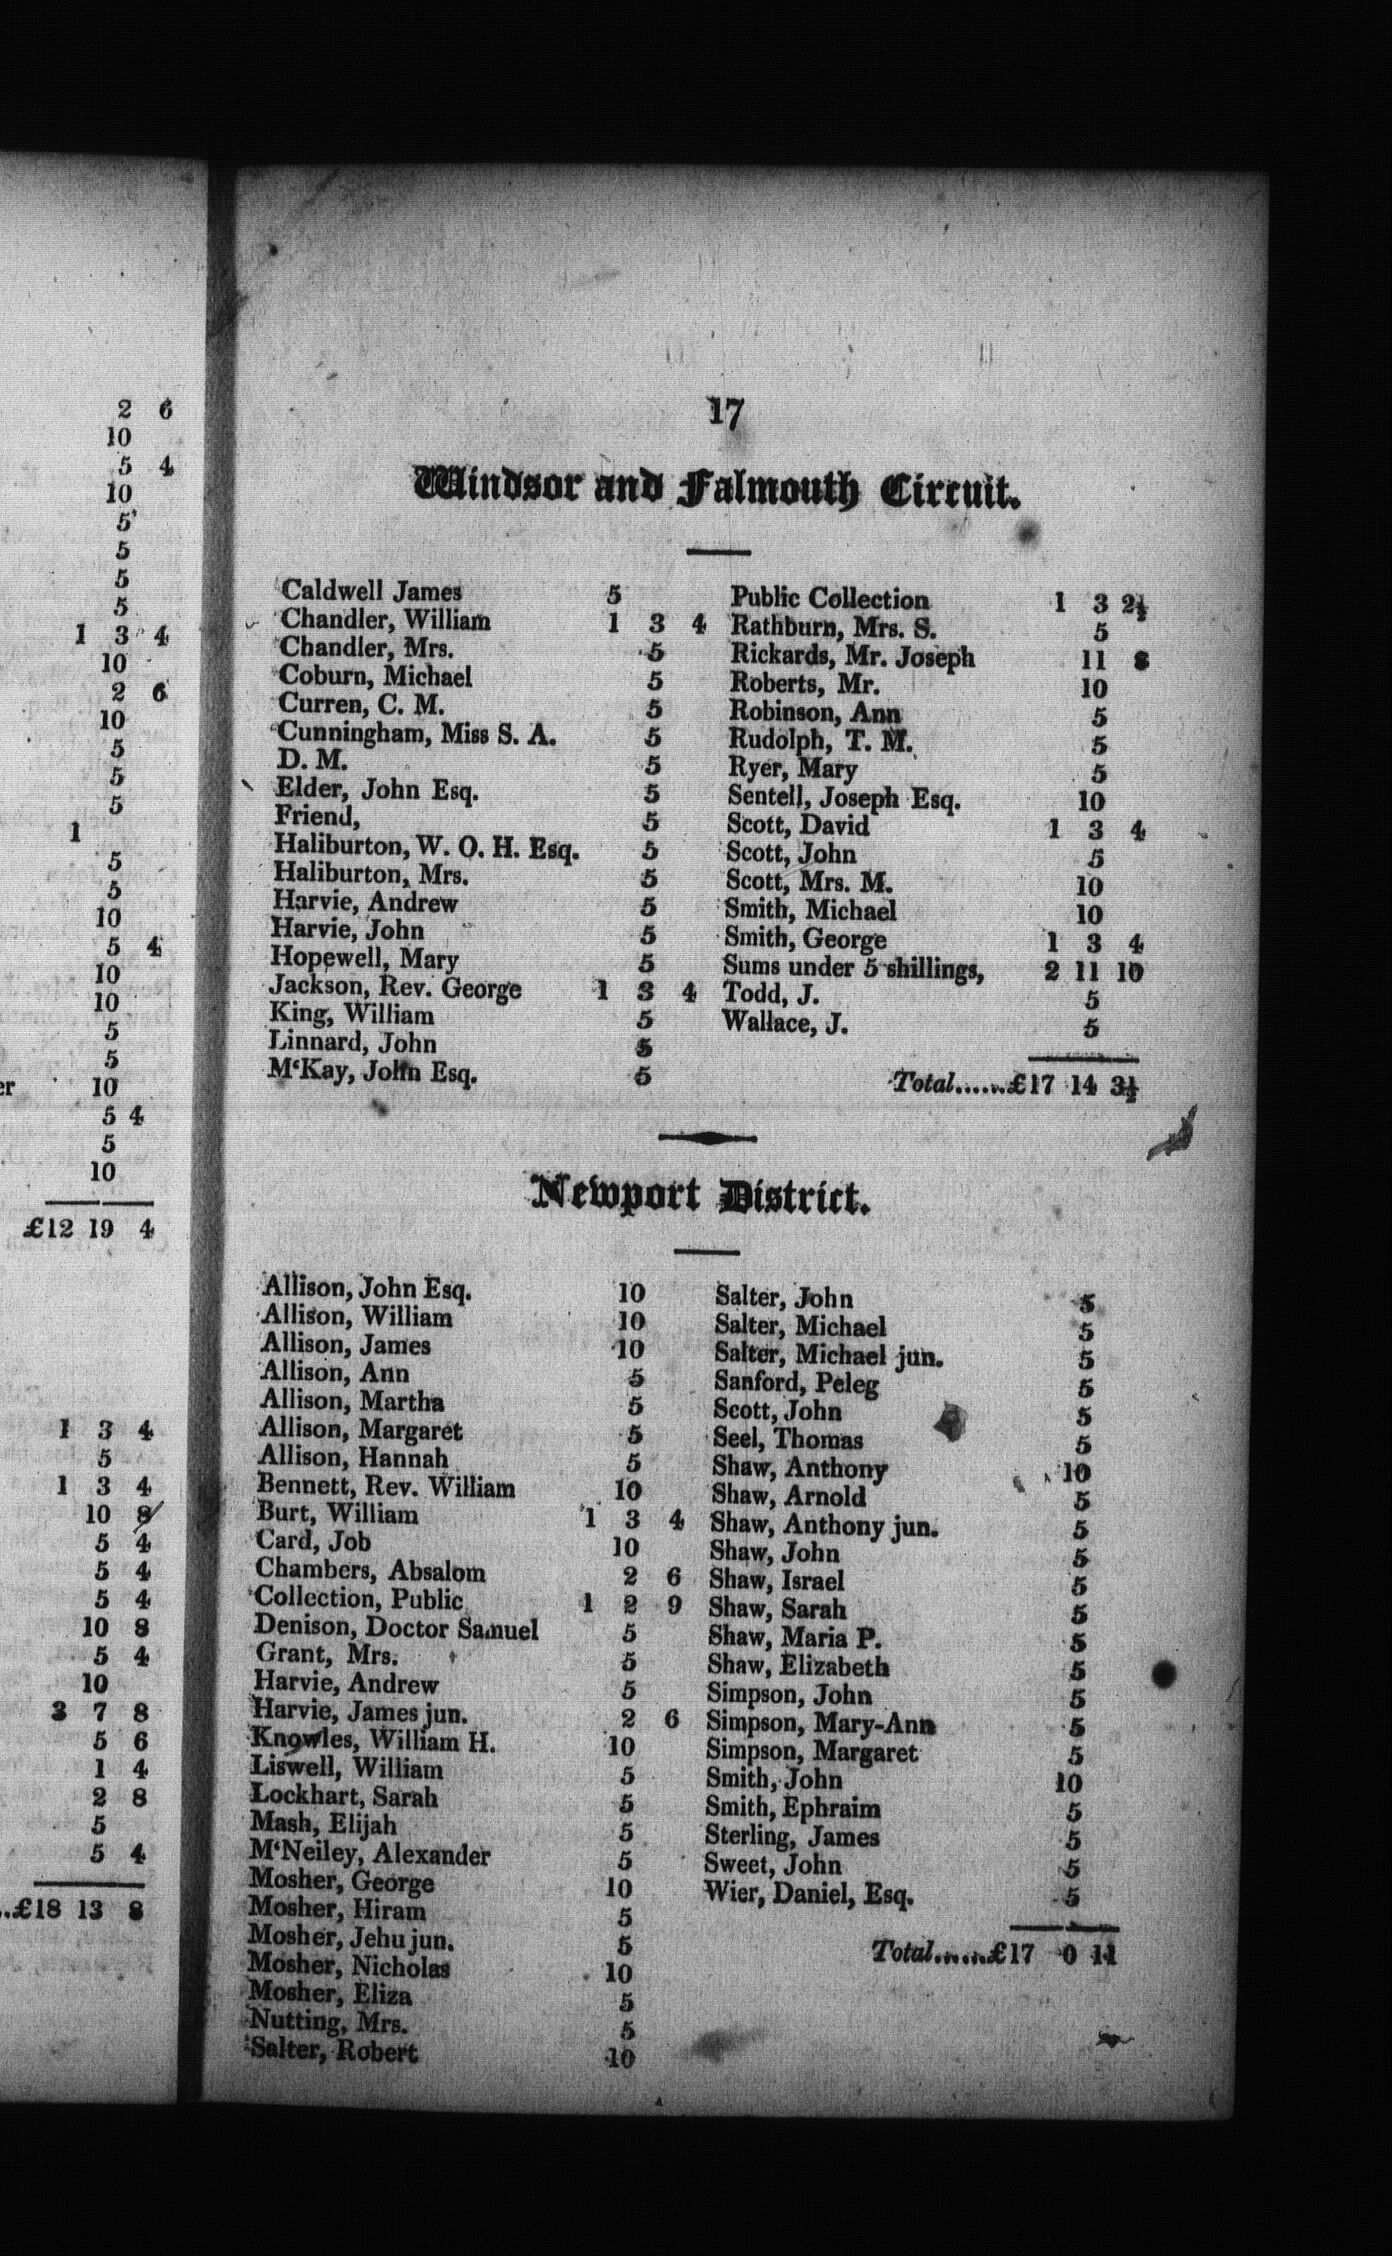 2 6
10
5 4
10
5
5
5
5
1 3 4
10
2 6
10
5
5
5
1
5
5
10
5 4
10
10
5
5
er 10
5 4
5
10
£12 19 4
1 3 4
5
1 3 4
10 8
5 4
5 4
5 4
10 8
5 4
10
3 7 8
5 6
1 4
2 8
5
5 4
..£18 13 8
17
Windsor and Falmouth Circuit.
Caldwell James 5
Chandler, William 1 3 4
Chandler, Mrs. 5
Coburn, Michael 5
Curren, C. M. 5
Cunningham, Miss S. A. 5
D. M. 5
Elder, John Esq. 5
Friend, 5
Haliburton, W. O. H. Esq. 5
Haliburton, Mrs. 5
Harvie, Andrew 5
Harvie, John 5
Hopewell, Mary 5
Jackson, Rev. George 1 3 4
King, William 5
Linnard, John 5
M‘Kay, John Esq. 5
Public Collection 1 3 2½
Rathburn, Mrs. S. 5
Rickards, Mr. Joseph 11 8
Roberts, Mr. 10
Robinson, Ann 5
Rudolph, T. M. 5
Ryer, Mary 5
Sentell, Joseph Esq. 10
Scott, David 1 3 4
Scott, John 5
Scott, Mrs. M. 10
Smith, Michael 10
Smith, George 1 3 4
Sums under 5 shillings, 2 11 10
Todd, J. 5
Wallace, J. 5
Total......£17 14 3½
Newport District.
Allison, John Esq. 10
Allison, William 10
Allison, James 10
Allison, Ann 5
Allison, Martha 5
Allison, Margaret 5
Allison, Hannah 5
Bennett, Rev. William 10
Burt, William 1 3 4
Card, Job 10
Chambers, Absalom 2 6
Collection, Public 1 2 9
Denison, Doctor Samuel 5
Grant, Mrs. 5
Harvie, Andrew 5
Harvie, James jun. 2 6
Knowles, William H. 10
Liswell, William 5
Lockhart, Sarah 5
Mash, Elijah 5
M‘Neiley, Alexander 5
Mosher, George 10
Mosher, Hiram 5
Mosher, Jehu jun. 5
Mosher, Nicholas 10
Mosher, Eliza 5
Nutting, Mrs. 5
Salter, Robert 10
Salter, John 5
Salter, Michael 5
Salter, Michael jun. 5
Sanford, Peleg 5
Scott, John 5
Seel, Thomas 5
Shaw, Anthony 10
Shaw, Arnold 5
Shaw, Anthony jun. 5
Shaw, John 5
Shaw, Israel 5
Shaw, Sarah 5
Shaw, Maria P. 5
Shaw, Elizabeth 5
Simpson, John 5
Simpson, Mary-Ann 5
Simpson, Margaret 5
Smith, John 10
Smith, Ephraim 5
Sterling, James 5
Sweet, John 5
Wier, Daniel, Esq. 5
Total......£17 0 11